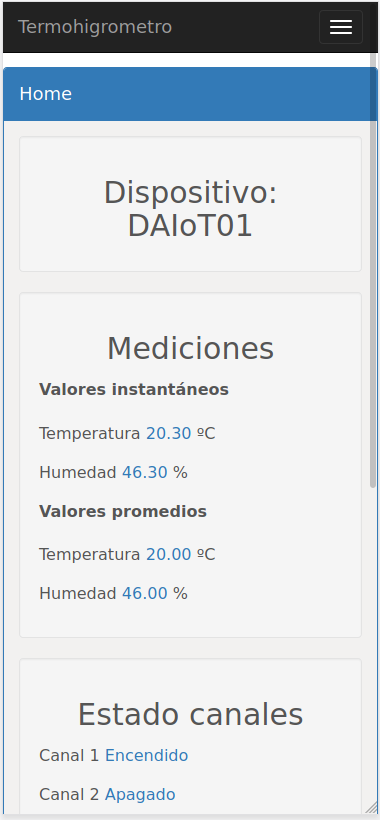 Termohigrometro
Home
Dispositivo:
DAIoT01
Mediciones
Valores instantáneos
Temperatura 20.30 ºC
Humedad 46.30 %
Valores promedios
Temperatura 20.00 ºC
Humedad 46.00 %
Estado canales
Canal 1 Encendido
Canal 2 Apagado